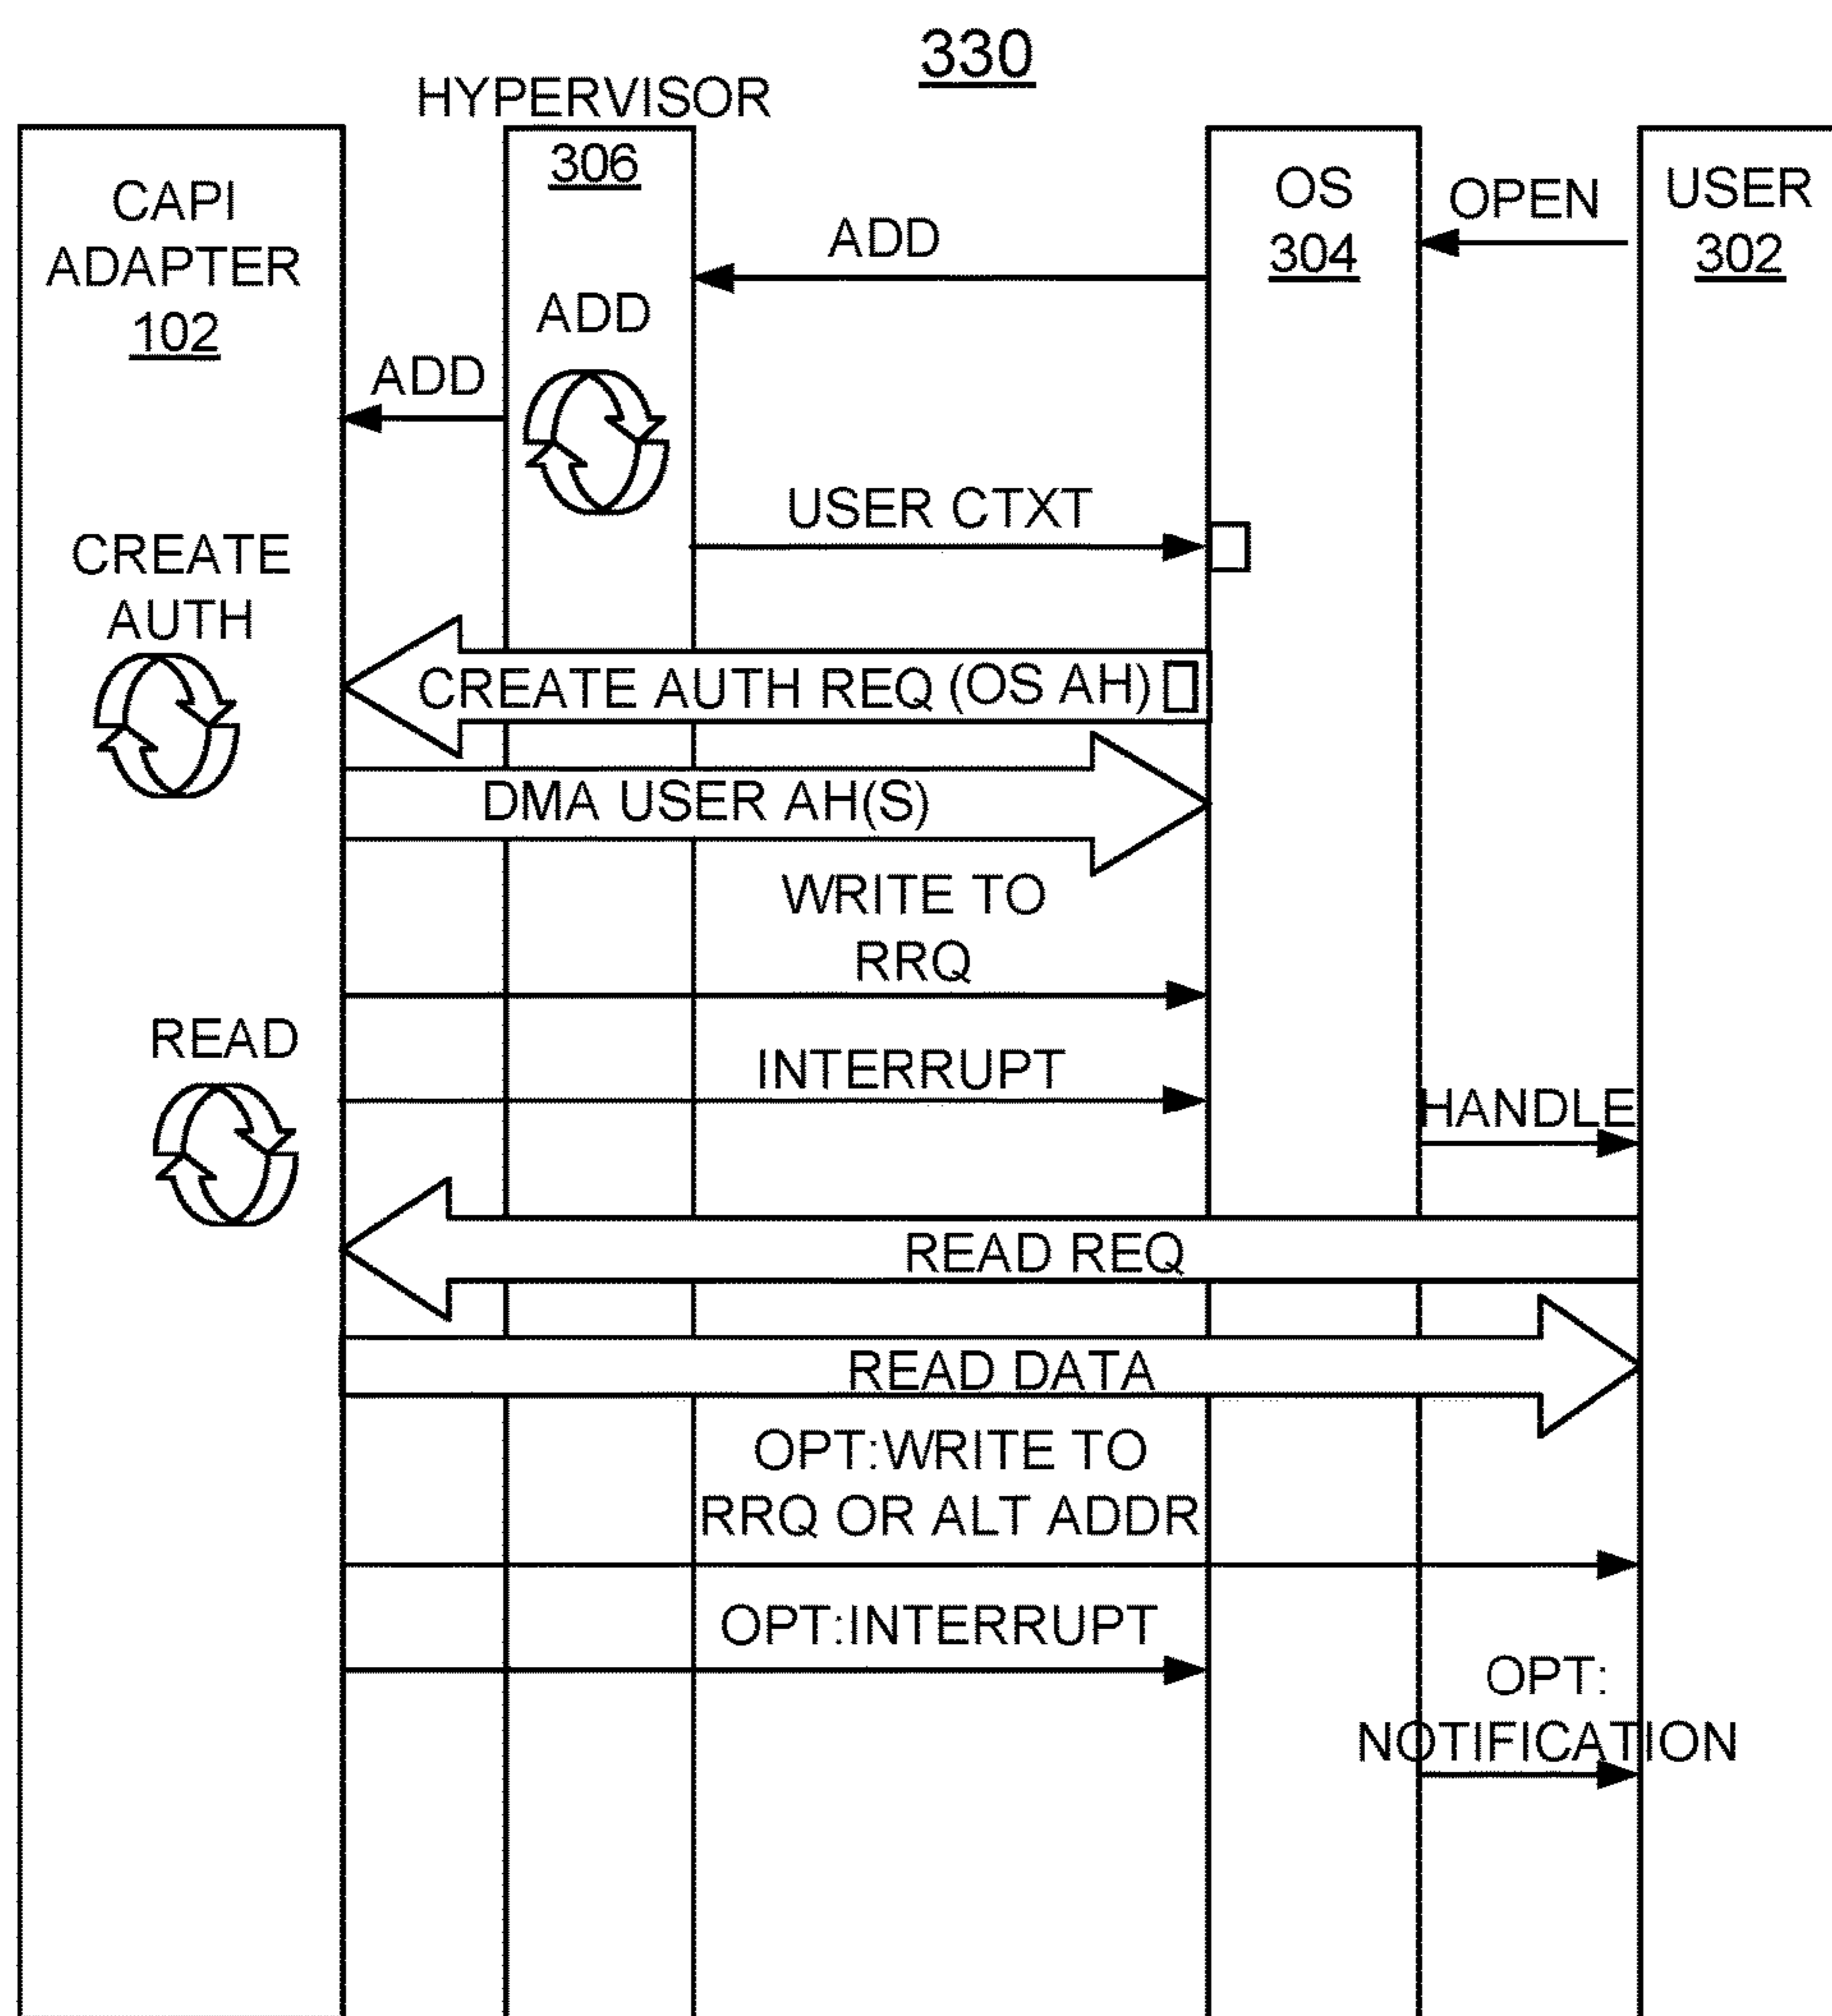 330
HYPERVISOR
306
CAPI
ADAPTER
102
OS
304
OPEN
USER
302
ADD
ADD
ADD
USER CTXT
CREATE
AUTH
CREATE AUTH REQ (OS AH)
DMA USER AH(S)
WRITE TO
RRQ
READ
INTERRUPT
HANDLE
READ REQ
READ DATA
OPT:WRITE TO
RRQ OR ALT ADDR
OPT:INTERRUPT
OPT:
NOTIFICATION